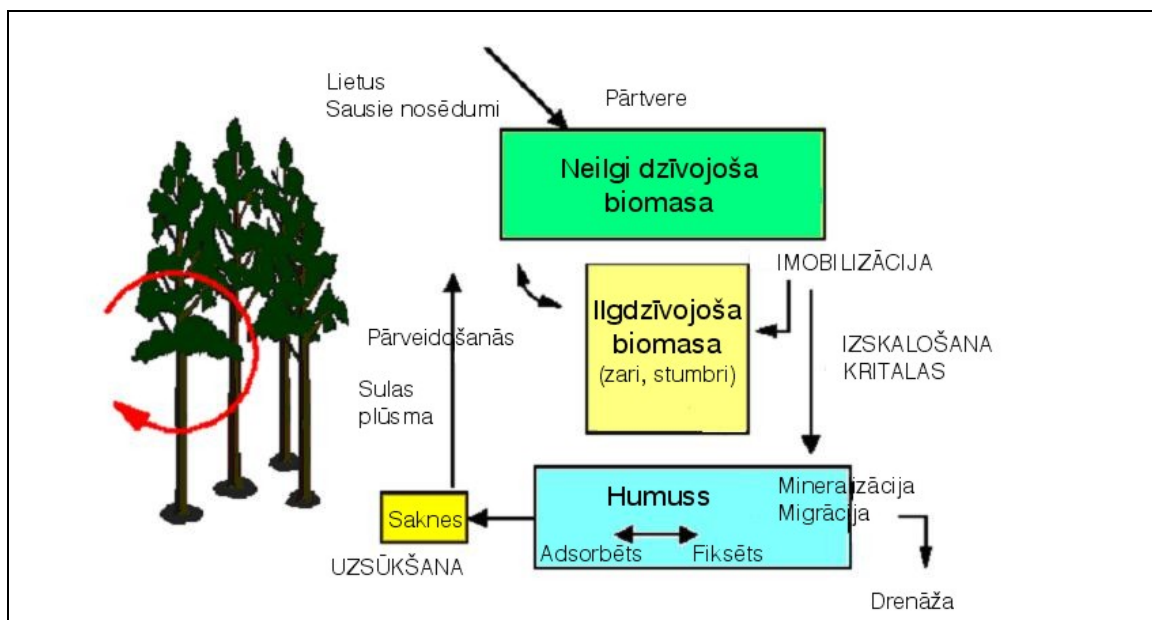 Lietus
Sausie nosēdumi
Pārtvere
Neilgi dzīvojoša
biomasa
IMOBILIZĀCIJA
Ilgdzīvojoša
biomasa
(zari, stumbri)
IZSKALOŠANA
KRITALAS
Pārveidošanās
Sulas
plūsma
Humuss
Mineralizācija
Migrācija
Saknes
Adsorbēts
Fiksēts
UZSŪKŠANA
Drenāža